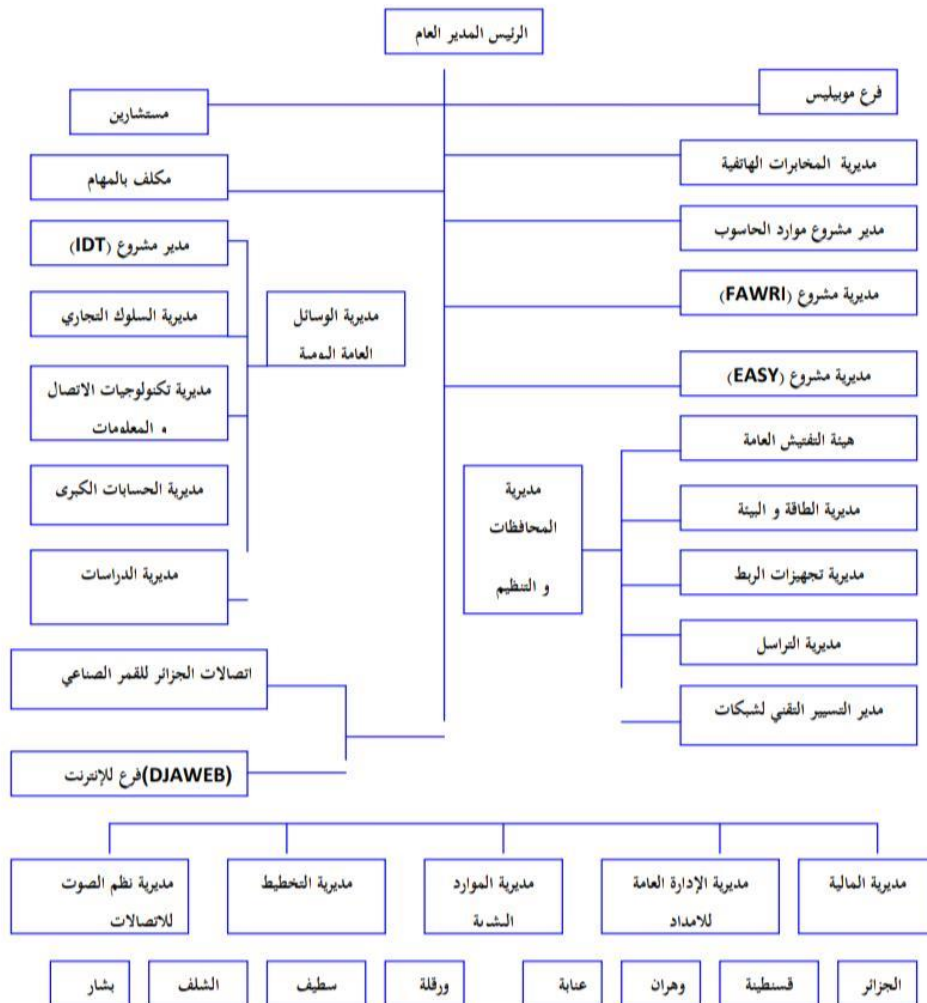 الرئيس المدير العام
فرع موبيليس
مستشارين
مديرية المخابرات الهاتفية
مكلف بالمهام
مدير مشروع موارد الحاسوب
مدير مشروع (IDT)
مديرية مشروع (FAWRI)
مديرية الوسائل
العامة اليومية
مديرية السلوك التجاري
مديرية مشروع (EASY)
مديرية تكنولوجيات الاتصال
و المعلومات
هيئة التفتيش العامة
مديرية
المحافظات
و التنظيم
مديرية الحسابات الكبرى
مديرية الطاقة و البيئة
مديرية تجهيزات الربط
مديرية الدراسات
مديرية التراسل
اتصالات الجزائر للقمر الصناعي
مدير التسيير التقني لشبكات
(DJAWEB)فرع للإنترنت
مديرية المالية
مديرية الإدارة العامة
للامداد
مديرية الموارد
البشرية
مديرية التخطيط
مديرية نظم الصوت
للاتصالات
الجزائر
قسنطينة
وهران
عنابة
ورقلة
سطيف
الشلف
بشار